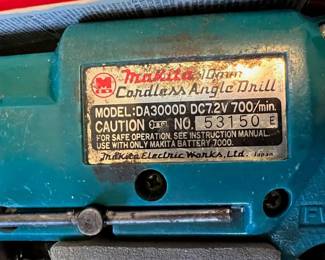 makita 10mm
Cordless Angle Drill
MODEL:DA3000D DC7.2V 700/min.
CAUTION NO. 53150 E
FOR SAFE OPERATION. SEE INSTRUCTION MANUAL.
USE WITH ONLY MAKITA BATTERY 7000.
Makita Electric Works, Ltd. Japan